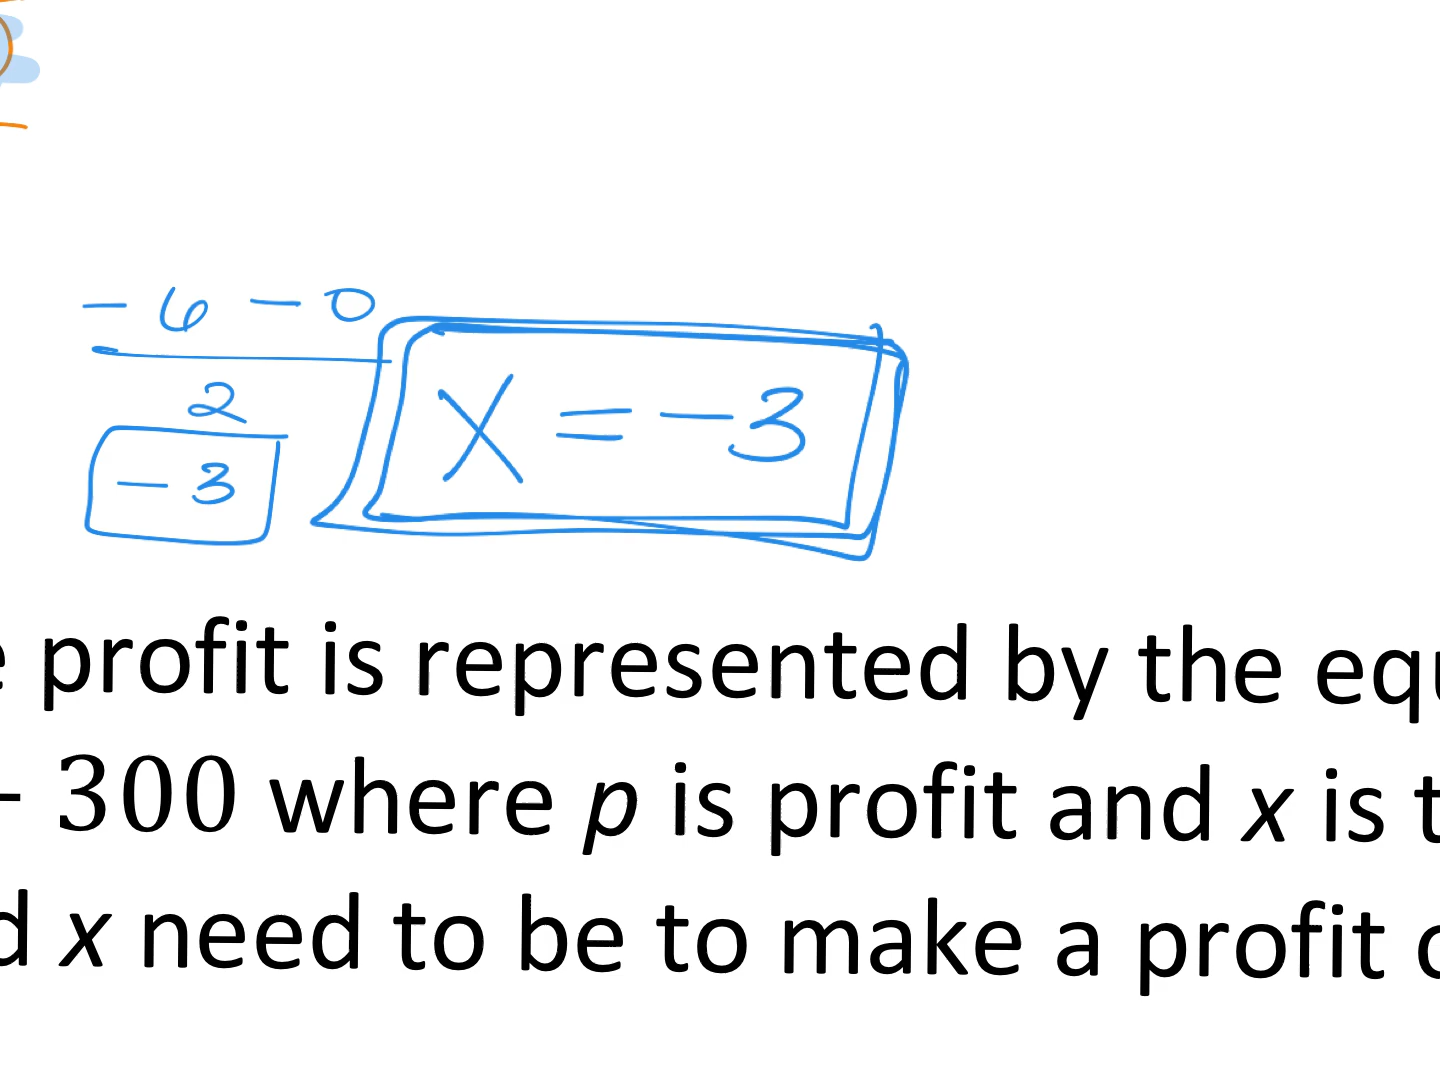 - 6 - 0
2
- 3
X = -3
profit is represented by the
300 where p is profit and x is
x need to be to make a profit